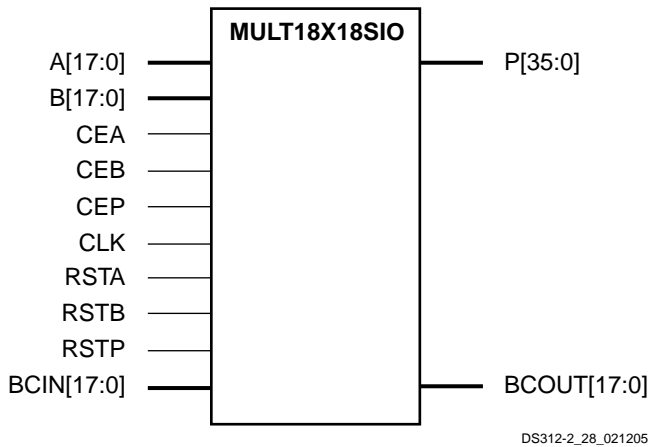 MULT18X18SIO
A[17:0]
P[35:0]
B[17:0]
CEA
CEB
CEP
CLK
RSTA
RSTB
RSTP
BCIN[17:0]
BCOUT[17:0]
DS312-2_28_021205